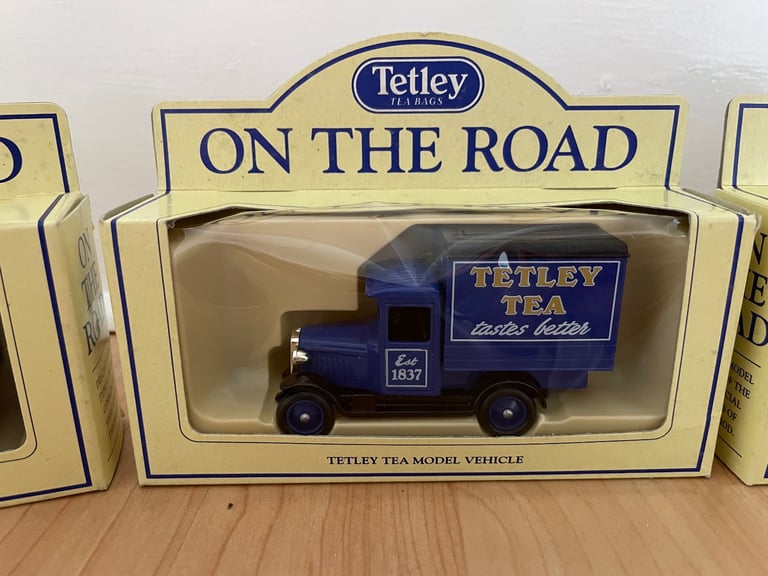 Tetley
TEA BAGS
ON THE ROAD
TETLEY
TEA
tastes better
Est
1837
TETLEY TEA MODEL VEHICLE
ON
THE
ROAD
OF